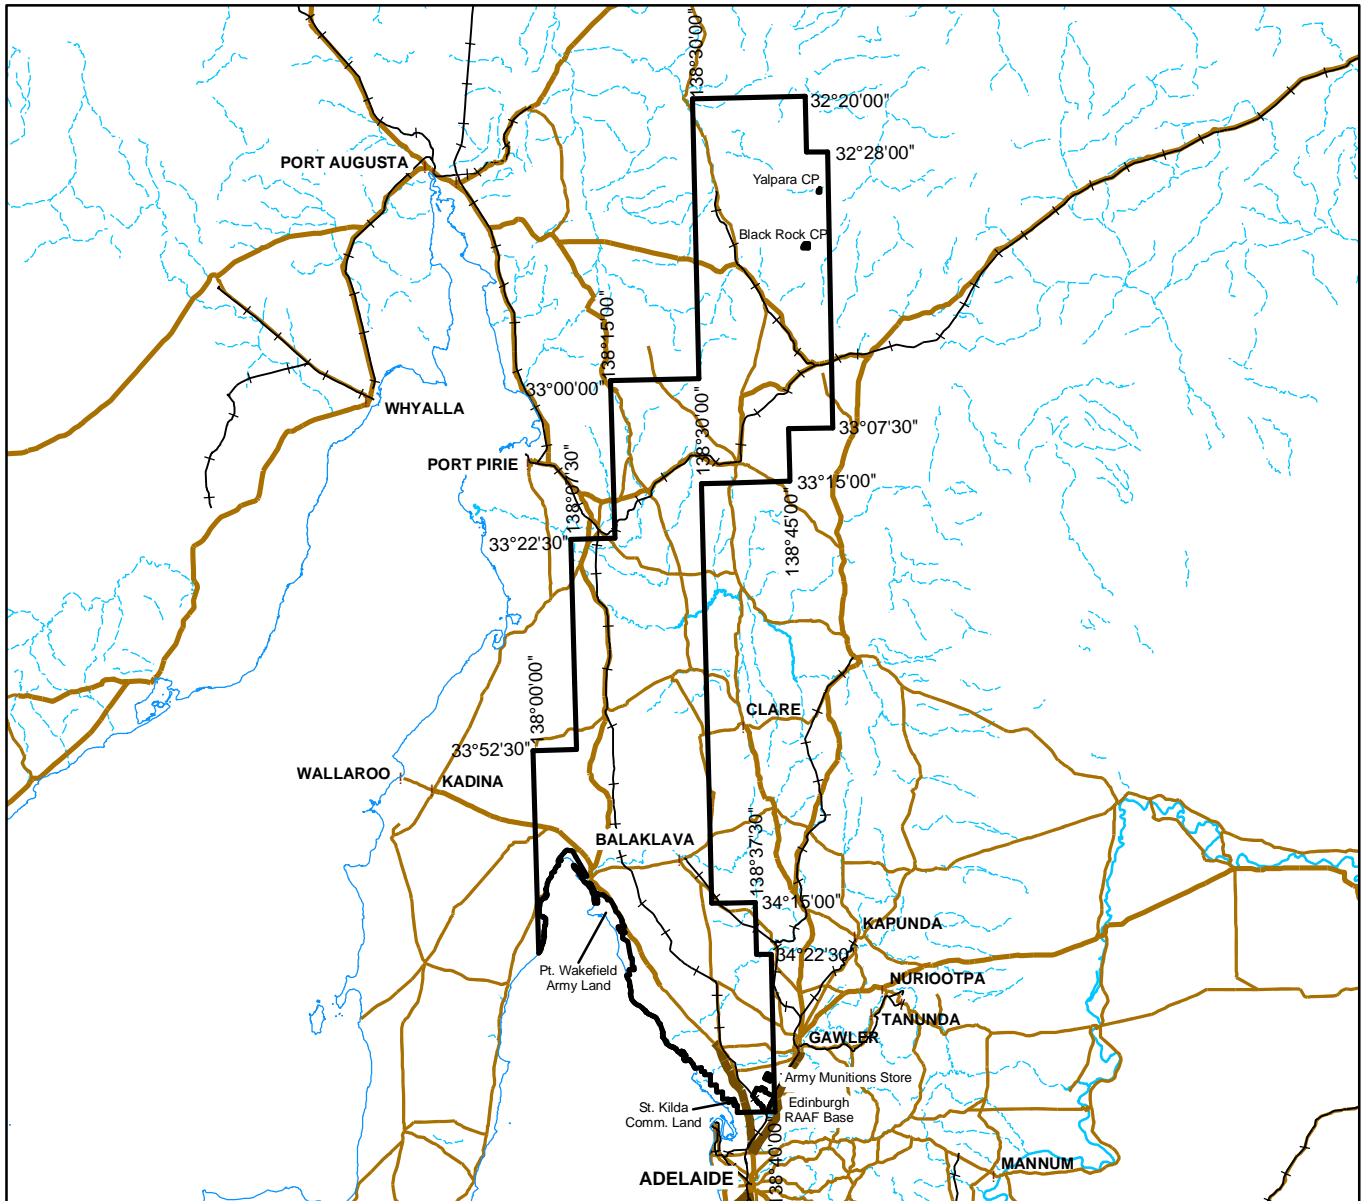 138°30'00"
32°20'00"
32°28'00"
PORT AUGUSTA
Yalpara CP
Black Rock CP
138°15'00"
33°00'00"
WHYALLA
138°30'00"
33°07'30"
PORT PIRIE
138°07'30"
33°15'00"
138°45'00"
33°22'30"
138°00'00"
CLARE
33°52'30"
WALLAROO
KADINA
BALAKLAVA
138°37'30"
34°15'00"
KAPUNDA
34°22'30"
Pt. Wakefield
Army Land
NURIOOTPA
TANUNDA
GAWLER
Army Munitions Store
St. Kilda
Comm. Land
Edinburgh
RAAF Base
138°40'00"
MANNUM
ADELAIDE